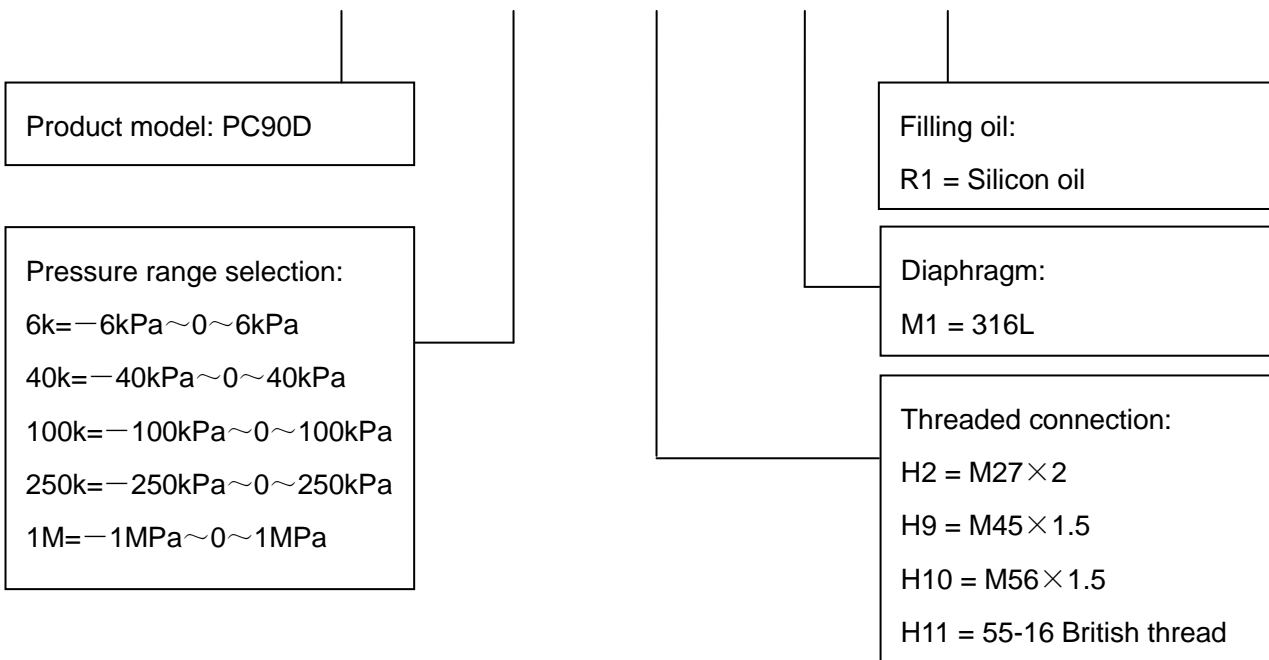 Product model: PC90D
Pressure range selection:
6k=－6kPa～0～6kPa
40k=－40kPa～0～40kPa
100k=－100kPa～0～100kPa
250k=－250kPa～0～250kPa
1M=－1MPa～0～1MPa
Filling oil:
R1 = Silicon oil
Diaphragm:
M1 = 316L
Threaded connection:
H2 = M27×2
H9 = M45×1.5
H10 = M56×1.5
H11 = 55-16 British thread